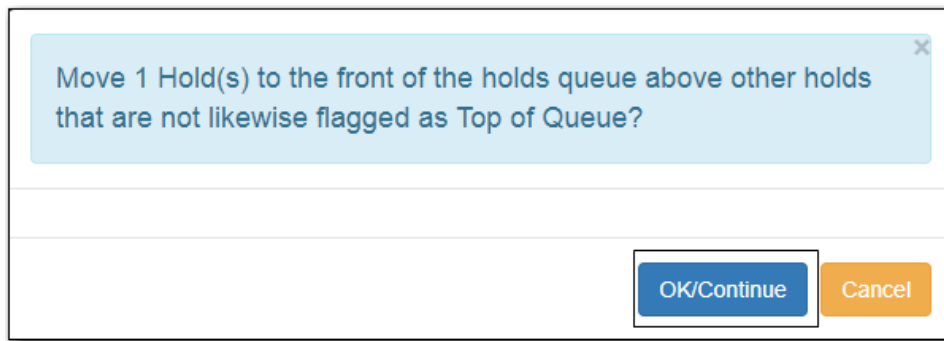 ×
Move 1 Hold(s) to the front of the holds queue above other holds
that are not likewise flagged as Top of Queue?
OK/Continue Cancel